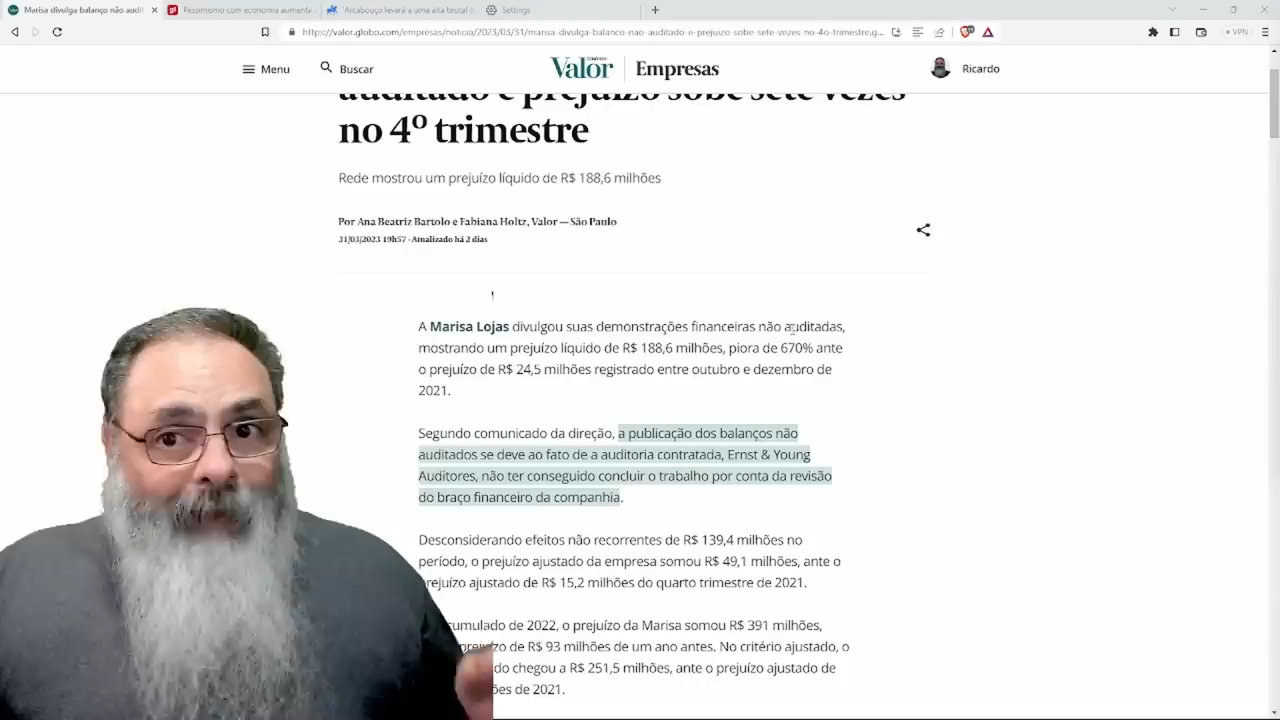 Marisa divulga balanço não audit
Pessimismo com economia aumenta
'Arcabouço levará a uma alta brutal
Settings
https://valor.globo.com/empresas/noticia/2023/03/31/marisa-divulga-balanco-nao-auditado-e-prejuizo-sobe-sete-vezes-no-4o-trimestre.g...
VPN
Menu
Buscar
Valor
Empresas
Ricardo
auditado e prejuízo sobe sete vezes
no 4º trimestre
Rede mostrou um prejuízo líquido de R$ 188,6 milhões
Por Ana Beatriz Bartolo e Fabiana Holtz, Valor — São Paulo
31/03/2023 19h57 · Atualizado há 2 dias
A Marisa Lojas divulgou suas demonstrações financeiras não auditadas,
mostrando um prejuízo líquido de R$ 188,6 milhões, piora de 670% ante
o prejuízo de R$ 24,5 milhões registrado entre outubro e dezembro de
2021.
Segundo comunicado da direção, a publicação dos balanços não
auditados se deve ao fato de a auditoria contratada, Ernst & Young
Auditores, não ter conseguido concluir o trabalho por conta da revisão
do braço financeiro da companhia.
Desconsiderando efeitos não recorrentes de R$ 139,4 milhões no
período, o prejuízo ajustado da empresa somou R$ 49,1 milhões, ante o
prejuízo ajustado de R$ 15,2 milhões do quarto trimestre de 2021.
cumulado de 2022, o prejuízo da Marisa somou R$ 391 milhões,
prejuízo de R$ 93 milhões de um ano antes. No critério ajustado, o
do chegou a R$ 251,5 milhões, ante o prejuízo ajustado de
ões de 2021.